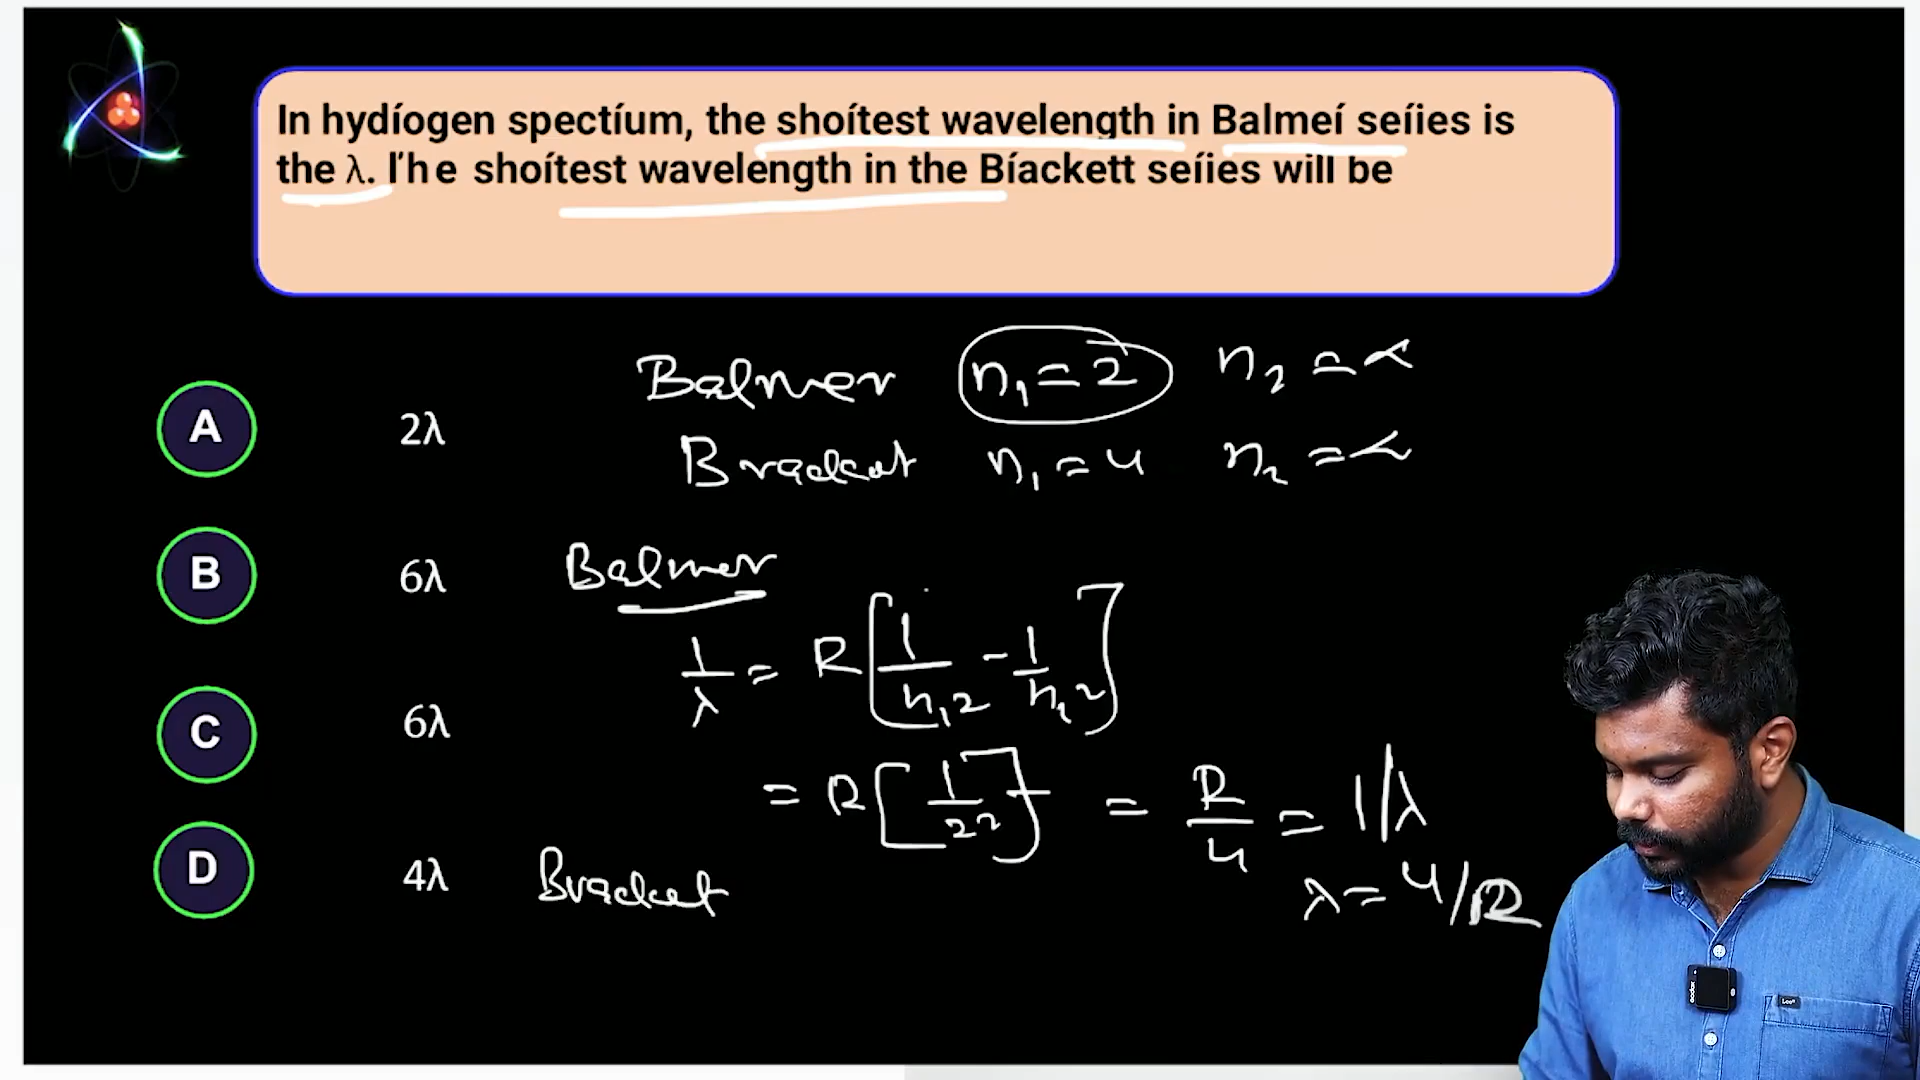 In hydíogen spectíum, the shoítest wavelength in Balmeí seíies is
the λ. ľhe shoítest wavelength in the Bíackett seíies will be
Balmer n₁ = 2 n₂ = ∝
A 2λ
Bracket n₁ = 4 n₂ = ∝
B 6λ
Balmer
1/λ = R[1/n₁2 - 1/n₂2]
C 6λ
= R[1/2²] = R/4 = 1/λ
D 4λ
Bracket
λ = 4/R